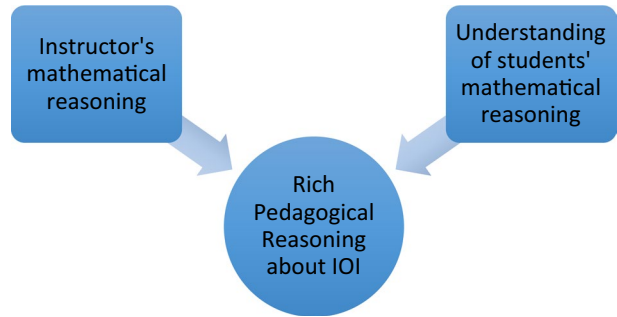 Instructor's
mathematical
reasoning
Understanding
of students'
mathematical
reasoning
Rich
Pedagogical
Reasoning
about IOI